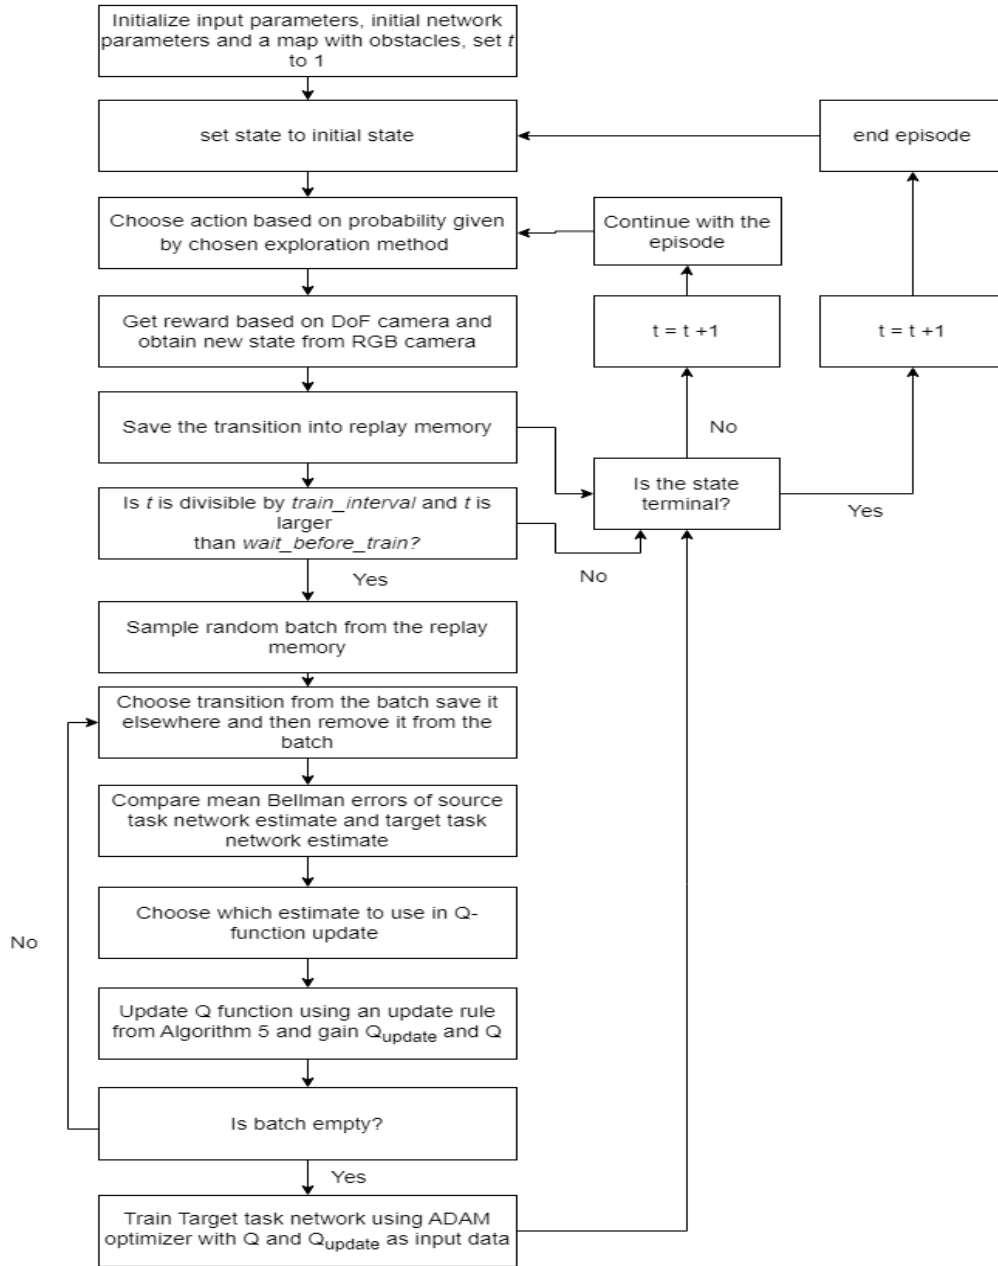 Initialize input parameters, initial network
parameters and a map with obstacles, set t
to 1
set state to initial state
end episode
Choose action based on probability given
by chosen exploration method
Continue with the
episode
Get reward based on DoF camera and
obtain new state from RGB camera
t = t +1
t = t +1
Save the transition into replay memory
No
Is the state
terminal?
Yes
Is t is divisible by train_interval and t is
larger
than wait_before_train?
No
Yes
Sample random batch from the replay
memory
Choose transition from the batch save it
elsewhere and then remove it from the
batch
Compare mean Bellman errors of source
task network estimate and target task
network estimate
Choose which estimate to use in Q-
function update
No
Update Q function using an update rule
from Algorithm 5 and gain Qupdate and Q
Is batch empty?
Yes
Train Target task network using ADAM
optimizer with Q and Qupdate as input data